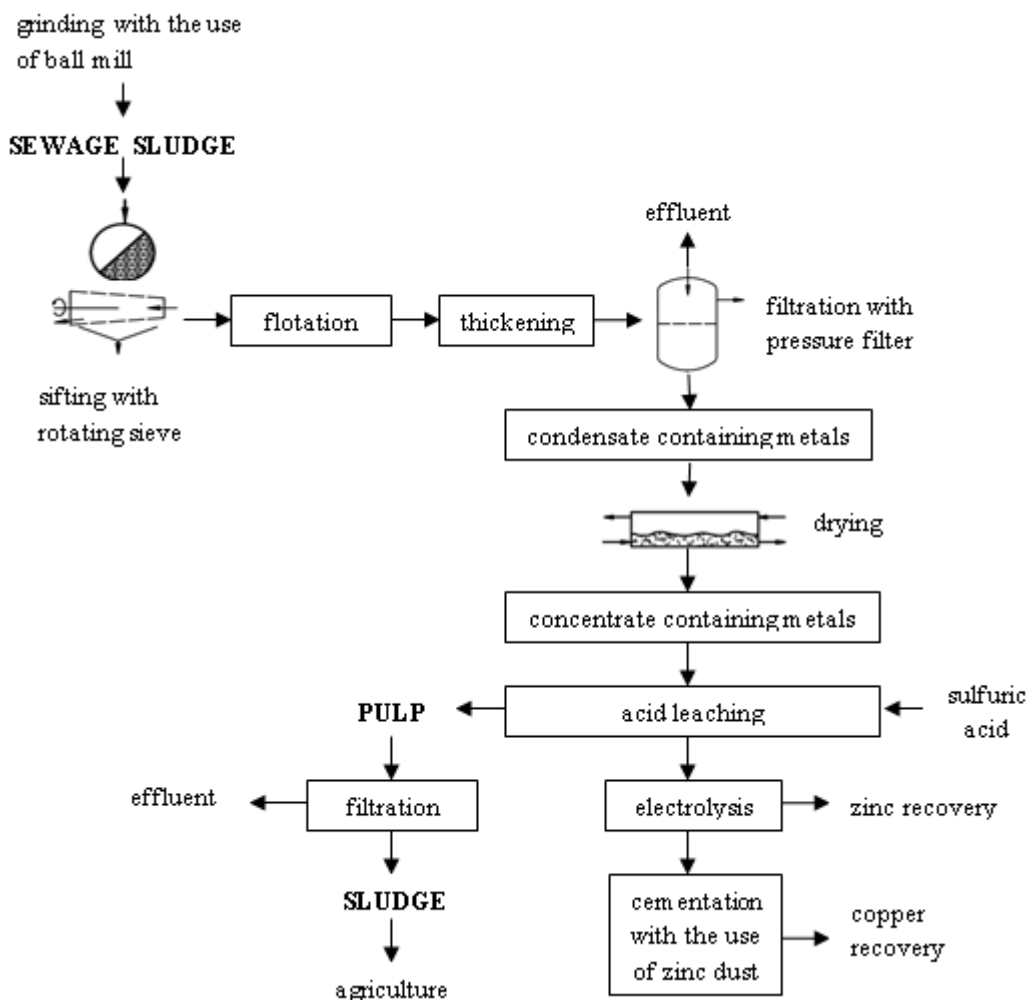 grinding with the use
of ball mill
SEWAGE SLUDGE
effluent
flotation
thickening
filtration with
pressure filter
sifting with
rotating sieve
condensate containing metals
drying
concentrate containing metals
PULP
acid leaching
sulfuric
acid
effluent
filtration
electrolysis
zinc recovery
SLUDGE
cementation
with the use
of zinc dust
copper
recovery
agriculture